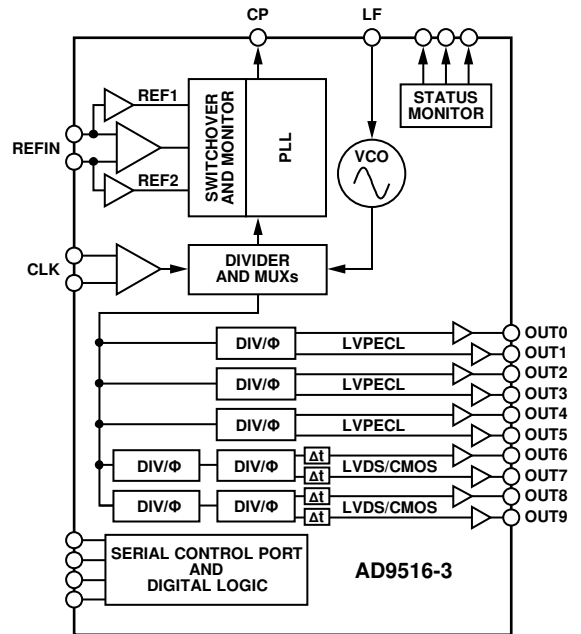 CP
LF
REF1
REFIN
REF2
SWITCHOVER
AND MONITOR
PLL
VCO
STATUS
MONITOR
CLK
DIVIDER
AND MUXs
DIV/Φ
LVPECL
OUT0
OUT1
DIV/Φ
LVPECL
OUT2
OUT3
DIV/Φ
LVPECL
OUT4
OUT5
DIV/Φ
DIV/Φ
Δt
Δt
LVDS/CMOS
OUT6
OUT7
DIV/Φ
DIV/Φ
Δt
Δt
LVDS/CMOS
OUT8
OUT9
SERIAL CONTROL PORT
AND
DIGITAL LOGIC
AD9516-3